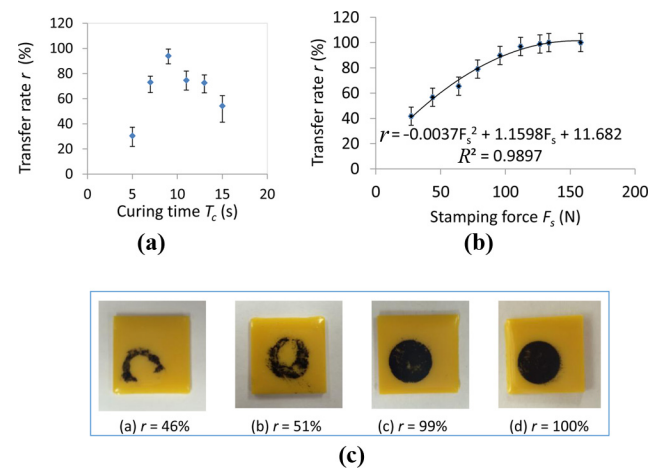 120
100
80
60
40
20
0
Transfer rate r (%)
0 5 10 15 20
Curing time Tc (s)
(a)
120
100
80
60
40
20
0
Transfer rate r (%)
r = -0.0037Fs² + 1.1598Fs + 11.682
R² = 0.9897
0 50 100 150 200
Stamping force Fs (N)
(b)
(a) r = 46% (b) r = 51% (c) r = 99% (d) r = 100%
(c)